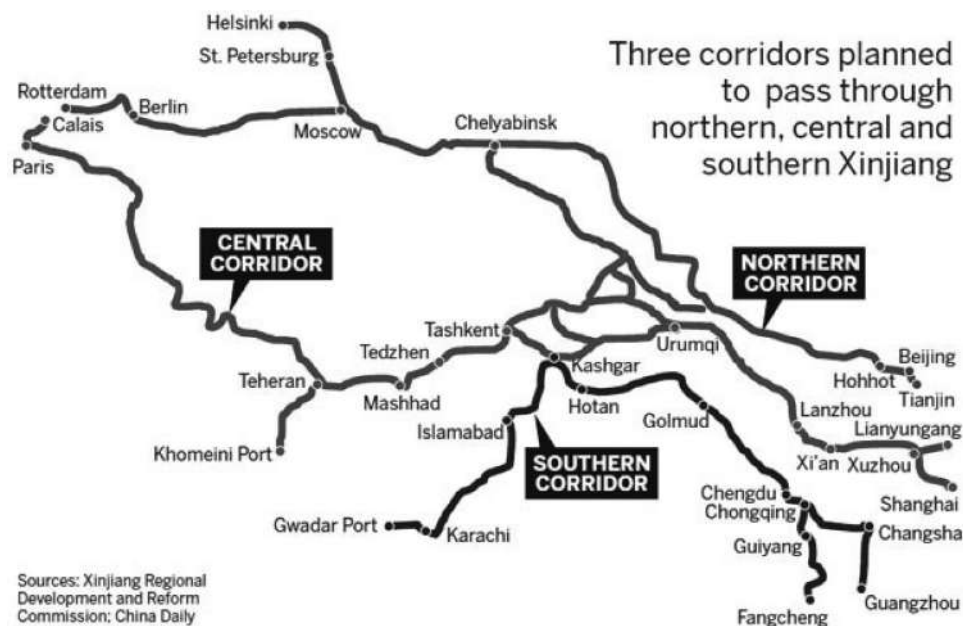 Helsinki
St. Petersburg
Three corridors planned
to pass through
northern, central and
southern Xinjiang
Rotterdam
Berlin
Calais
Moscow
Chelyabinsk
Paris
CENTRAL
CORRIDOR
NORTHERN
CORRIDOR
Tashkent
Urumqi
Tedzhen
Kashgar
Beijing
Teheran
Hohhot
Mashhad
Hotan
Tianjin
Golmud
Lanzhou
Islamabad
Lianyungang
Khomeini Port
Xi'an
Xuzhou
SOUTHERN
CORRIDOR
Shanghai
Chengdu
Chongqing
Gwadar Port
Karachi
Changsha
Guiyang
Sources: Xinjiang Regional
Development and Reform
Commission; China Daily
Fangcheng
Guangzhou